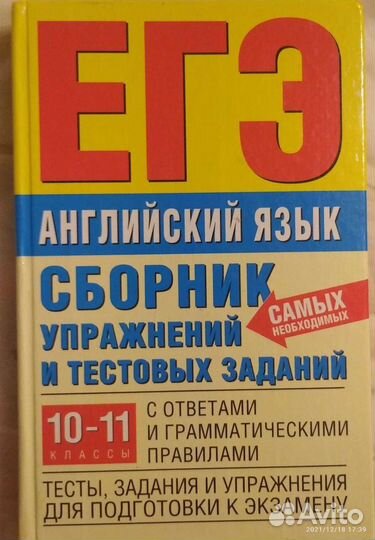 ЕГЭ
АНГЛИЙСКИЙ ЯЗЫК
СБОРНИК
САМЫХ
НЕОБХОДИМЫХ
УПРАЖНЕНИЙ
И ТЕСТОВЫХ ЗАДАНИЙ
10-11
КЛАССЫ
С ОТВЕТАМИ
И ГРАММАТИЧЕСКИМИ
ПРАВИЛАМИ
ТЕСТЫ, ЗАДАНИЯ И УПРАЖНЕНИЯ
ДЛЯ ПОДГОТОВКИ К ЭКЗАМЕНУ
Avito
2021/12/18 17:39